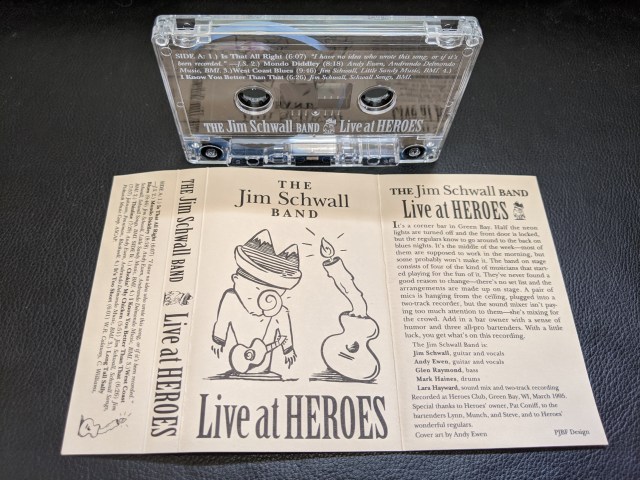 SIDE A: 1.) Is That All Right (6:07) "I have no idea who wrote this song, or if it's
been recorded." —J.S. 2.) Mondo Diddley (8:18) Andy Ewen, Andrundo Delmondo
Music, BMI. 3.)West Coast Blues (9:46) Jim Schwall, Little Sandy Music, BMI. 4.)
I Know You Better Than That (6:26) Jim Schwall, Schwall Songs, BMI.
THE Jim Schwall BAND Live at HEROES
THE Jim Schwall BAND Live at HEROES
THE
Jim Schwall
BAND
Live at HEROES
THE Jim Schwall BAND
Live at HEROES
It's a corner bar in Green Bay. Half the neon
lights are turned off and the front door is locked,
but the regulars know to go around to the back on
blues nights. It's the middle of the week—most of
them are supposed to work in the morning, but
some probably won't make it. The band on stage
consists of four of the kind of musicians that start-
ed playing for the fun of it. They've never found a
good reason to change—there's no set list and the
arrangements are made up on stage. A pair of
mics is hanging from the ceiling, plugged into a
two-track recorder, but the sound mixer isn't pay-
ing too much attention to them—she's mixing for
the crowd. Add in a bar owner with a sense of
humor and three all-pro bartenders. With a little
luck, you get what's on this recording.
The Jim Schwall Band is:
Jim Schwall, guitar and vocals
Andy Ewen, guitar and vocals
Glen Raymond, bass
Mark Haines, drums
Lara Hayward, sound mix and two-track recording
Recorded at Heroes Club, Green Bay, WI, March 1986.
Special thanks to Heroes' owner, Pat Coniff, to the
bartenders Lynn, Munch, and Steve, and to Heroes'
wonderful regulars.
Cover art by Andy Ewen
PJBF Design